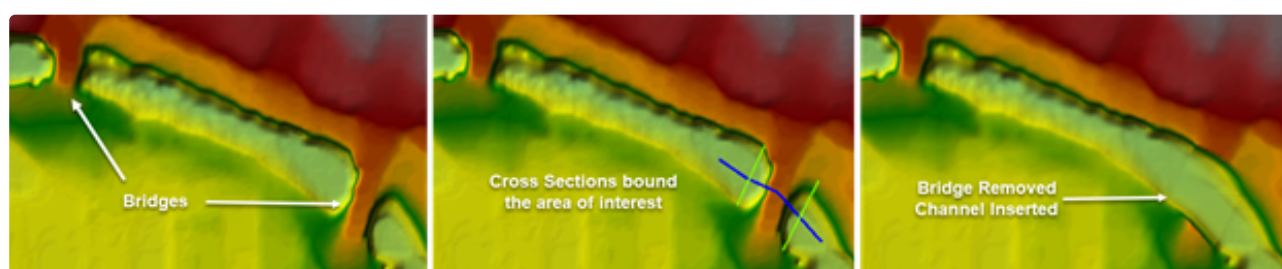 Bridges
Cross Sections bound
the area of interest
Bridge Removed
Channel Inserted